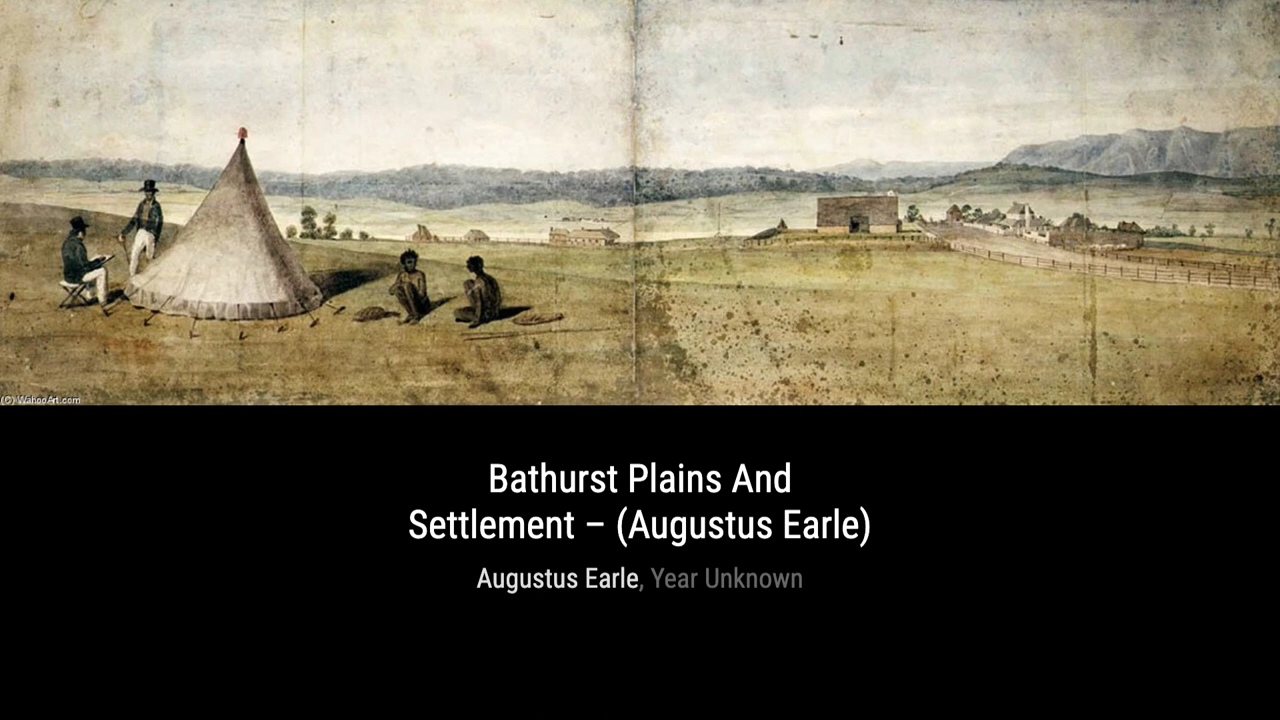 (C) WahooArt.com
Bathurst Plains And
Settlement – (Augustus Earle)
Augustus Earle, Year Unknown